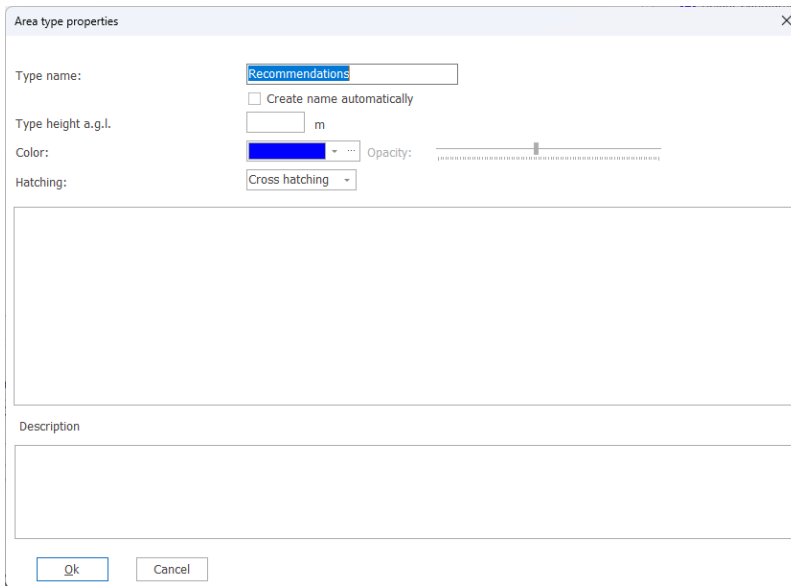 Area type properties
Type name: Recommendations
Create name automatically
Type height a.g.l. m
Color: ... Opacity:
Hatching: Cross hatching
Description
Ok Cancel